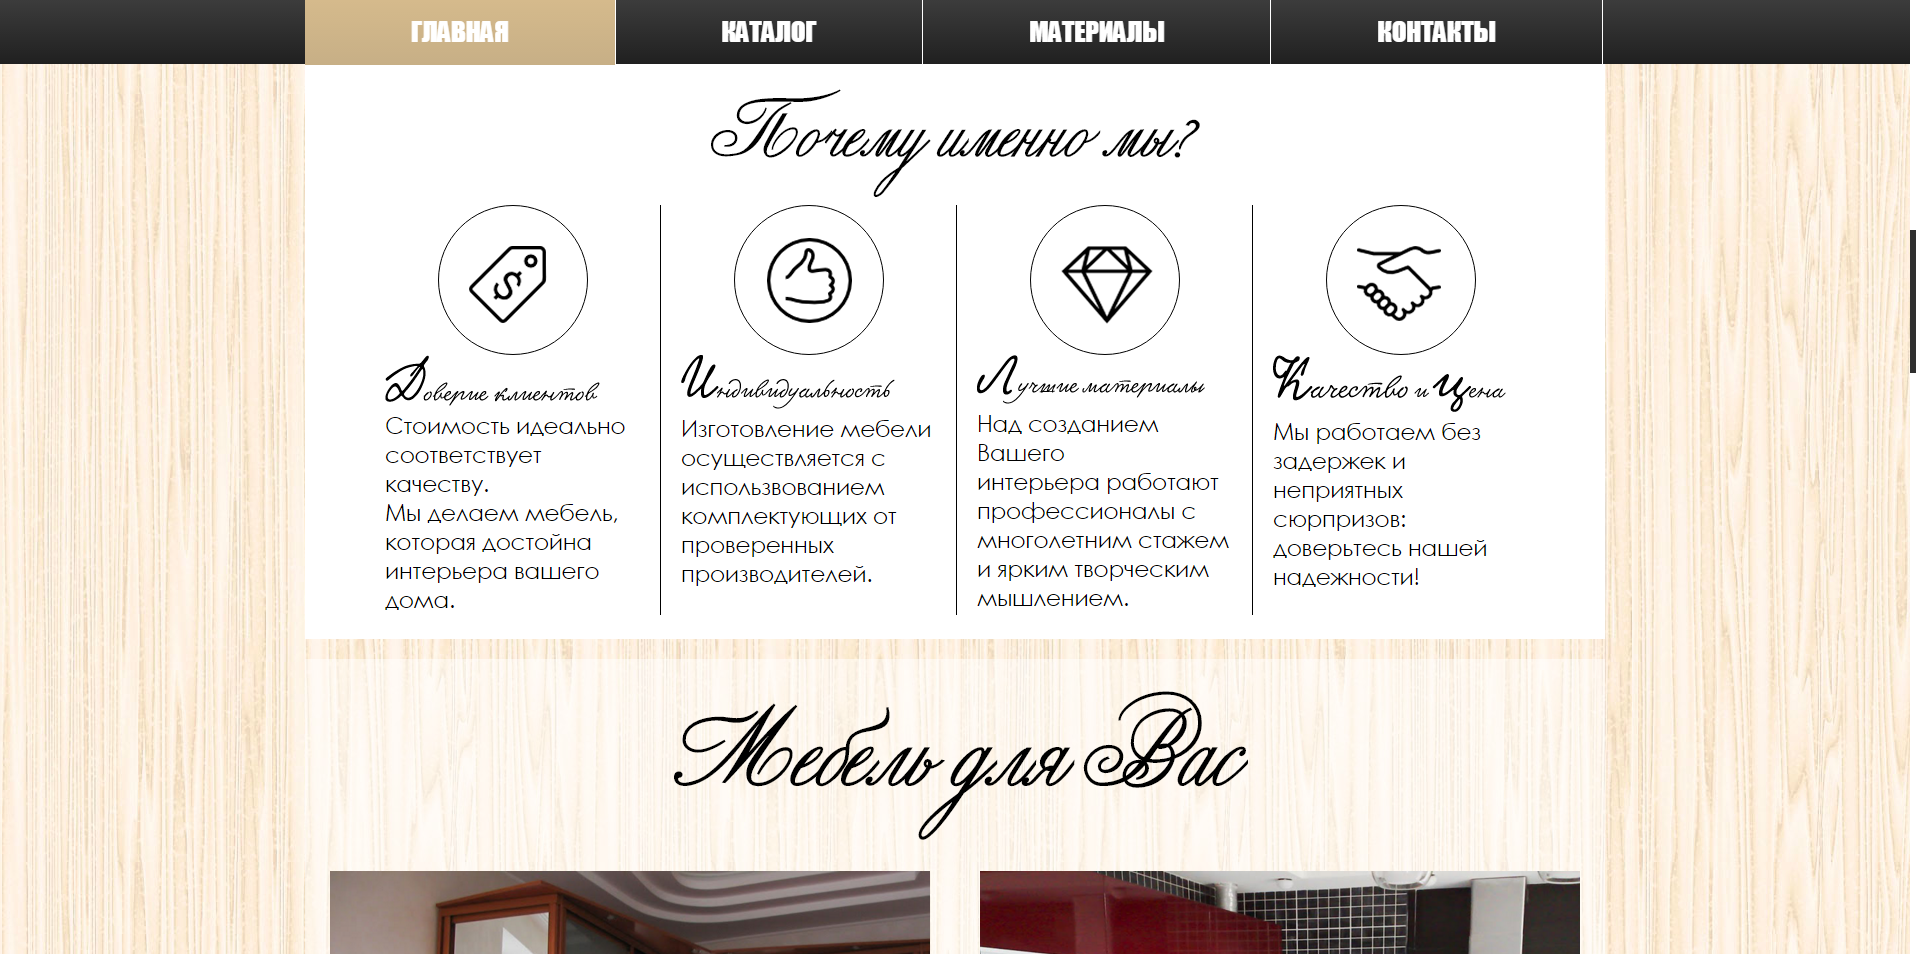 ГЛАВНАЯ
КАТАЛОГ
МАТЕРИАЛЫ
КОНТАКТЫ
Почему именно мы?
$
Доверие клиентов
Стоимость идеально
соответствует
качеству.
Мы делаем мебель,
которая достойна
интерьера вашего
дома.
Индивидуальность
Изготовление мебели
осуществляется с
использвованием
комплектующих от
проверенных
производителей.
Лучшие материалы
Над созданием
Вашего
интерьера работают
профессионалы с
многолетним стажем
и ярким творческим
мышлением.
Качество и Цена
Мы работаем без
задержек и
неприятных
сюрпризов:
доверьтесь нашей
надежности!
Мебель для Вас